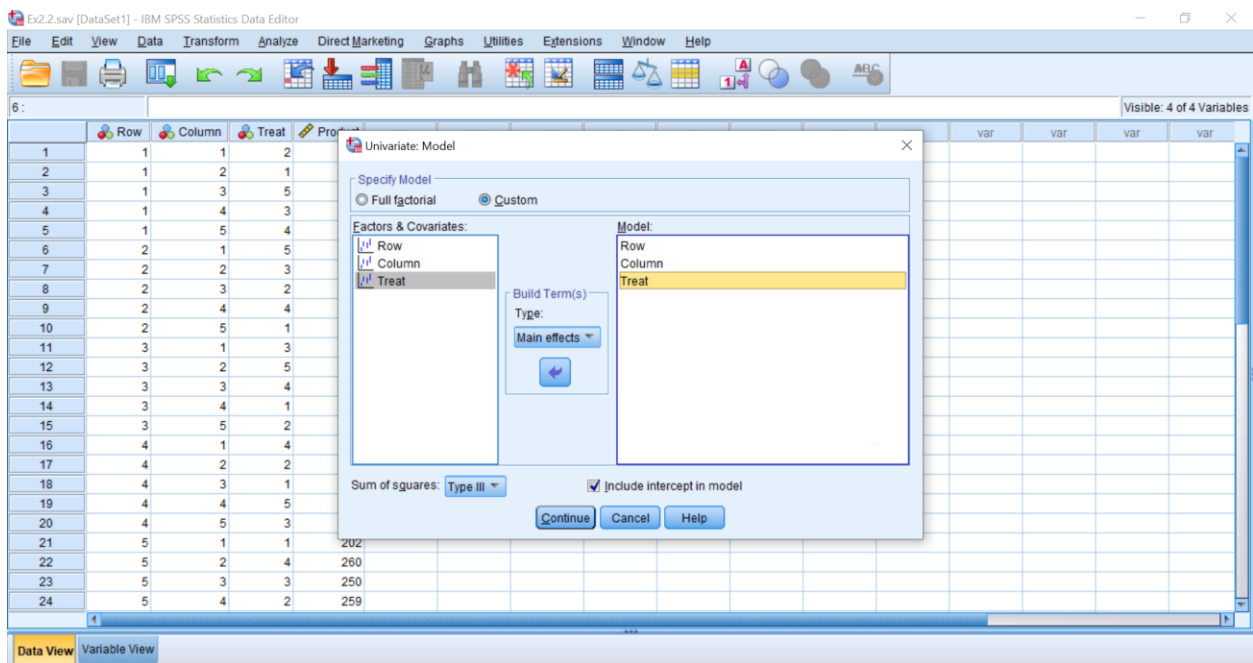 Ex2.2.sav [DataSet1] - IBM SPSS Statistics Data Editor
File Edit View Data Transform Analyze Direct Marketing Graphs Utilities Extensions Window Help
6 :
Visible: 4 of 4 Variables
Row Column Treat var var var var
1 1 1 2
2 1 2 1
3 1 3 5
4 1 4 3
5 1 5 4
6 2 1 5
7 2 2 3
8 2 3 2
9 2 4 4
10 2 5 1
11 3 1 3
12 3 2 5
13 3 3 4
14 3 4 1
15 3 5 2
16 4 1 4
17 4 2 2
18 4 3 1
19 4 4 5
20 4 5 3
21 5 1 1 202
22 5 2 4 260
23 5 3 3 250
24 5 4 2 259
Univariate: Model
Specify Model
Full factorial Custom
Factors & Covariates:
Row
Column
Treat
Build Term(s)
Type:
Main effects
Model:
Row
Column
Treat
Sum of squares: Type III Include intercept in model
Continue Cancel Help
Data View Variable View